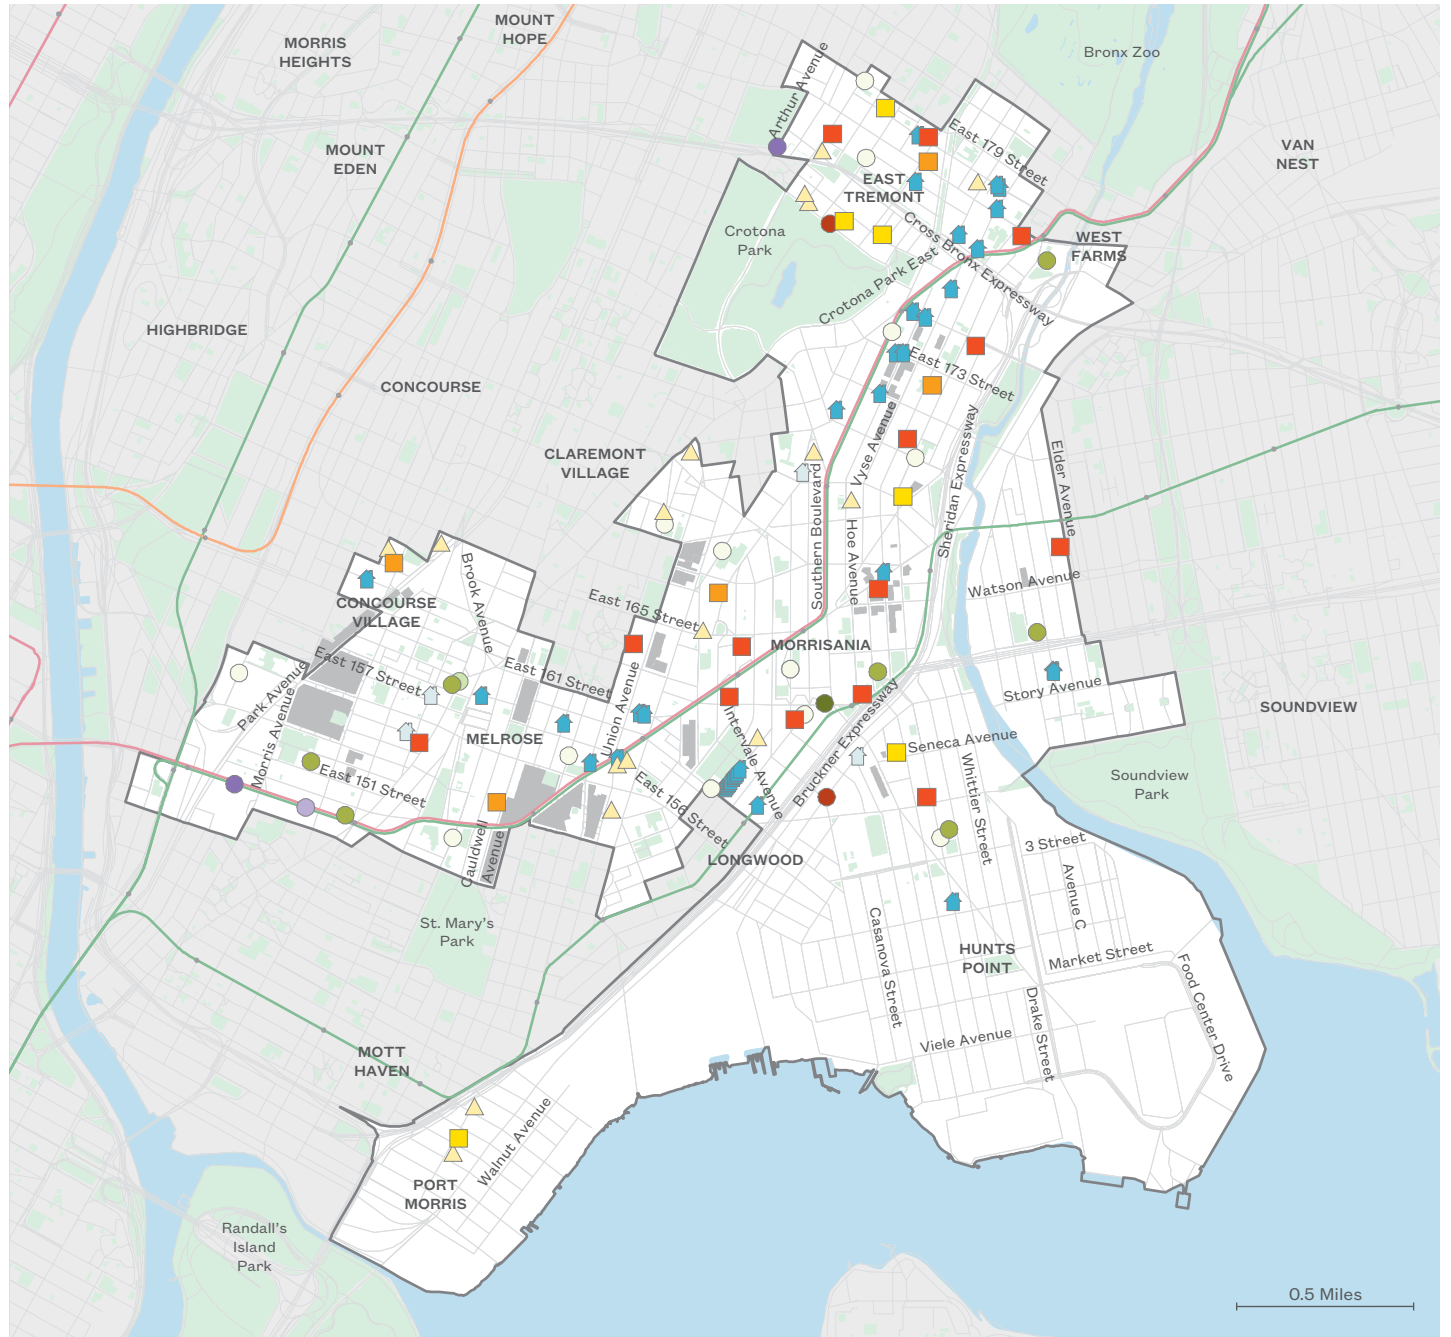 MOUNT
HOPE
MORRIS
HEIGHTS
Bronx Zoo
Arthur Avenue
East 179 Street
MOUNT
EDEN
VAN
NEST
EAST
TREMONT
Crotona
Park
Cross Bronx Expressway
WEST
FARMS
Crotona Park East
HIGHBRIDGE
East 173 Street
CONCOURSE
Vyse Avenue
Sheridan Expressway
Elder Avenue
CLAREMONT
VILLAGE
Southern Boulevard
Hoe Avenue
Brook Avenue
Watson Avenue
CONCOURSE
VILLAGE
East 165 Street
MORRISANIA
East 157 Street
East 161 Street
Park Avenue
Morris Avenue
Story Avenue
SOUNDVIEW
Union Avenue
Intervale Avenue
MELROSE
Bruckner Expressway
Seneca Avenue
East 151 Street
East 156 Street
Whittier Street
Soundview
Park
Cauldwell
Avenue
LONGWOOD
3 Street
Avenue C
St. Mary's
Park
Casanova Street
HUNTS
POINT
Market Street
Food Center Drive
Drake Street
Viele Avenue
MOTT
HAVEN
Walnut Avenue
PORT
MORRIS
Randall's
Island
Park
0.5 Miles